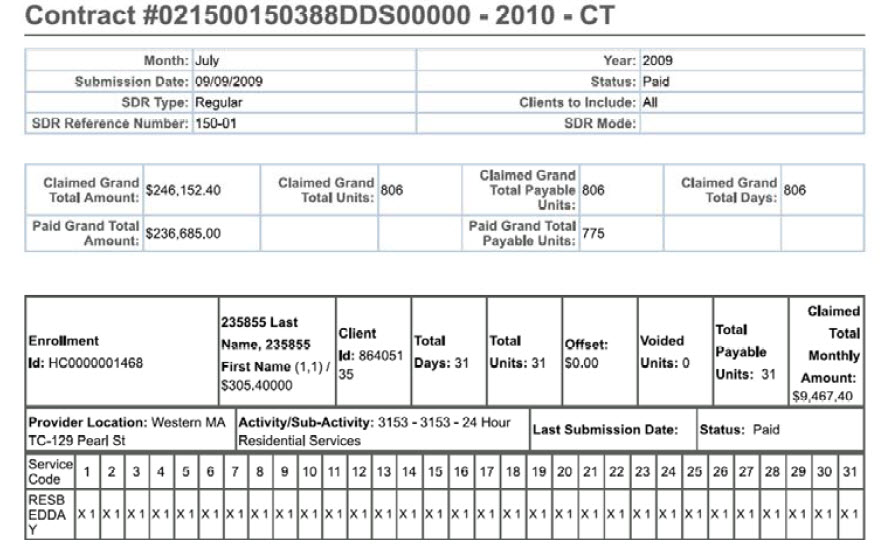 Contract #021500150388DDS00000 - 2010 - CT
Month: July Year: 2009
Submission Date: 09/09/2009 Status: Paid
SDR Type: Regular Clients to Include: All
SDR Reference Number: 150-01 SDR Mode:
Claimed Grand Total Amount: $246,152.40 Claimed Grand Total Units: 806 Claimed Grand Total Payable Units: 806 Claimed Grand Total Days: 806
Paid Grand Total Amount: $236,685.00 Paid Grand Total Payable Units: 775
Enrollment
Id: HC0000001468
235855 Last
Name, 235855
First Name (1,1) /
$305.40000
Client
Id: 864051
35
Total
Days: 31
Total
Units: 31
Offset:
$0.00
Voided
Units: 0
Total
Payable
Units: 31
Claimed
Total
Monthly
Amount:
$9,467.40
Provider Location: Western MA
TC-129 Pearl St
Activity/Sub-Activity: 3153 - 3153 - 24 Hour
Residential Services
Last Submission Date:
Status: Paid
Service
Code
1 2 3 4 5 6 7 8 9 10 11 12 13 14 15 16 17 18 19 20 21 22 23 24 25 26 27 28 29 30 31
RESB
EDDA
Y
X 1 X 1 X 1 X 1 X 1 X 1 X 1 X 1 X 1 X 1 X 1 X 1 X 1 X 1 X 1 X 1 X 1 X 1 X 1 X 1 X 1 X 1 X 1 X 1 X 1 X 1 X 1 X 1 X 1 X 1 X 1